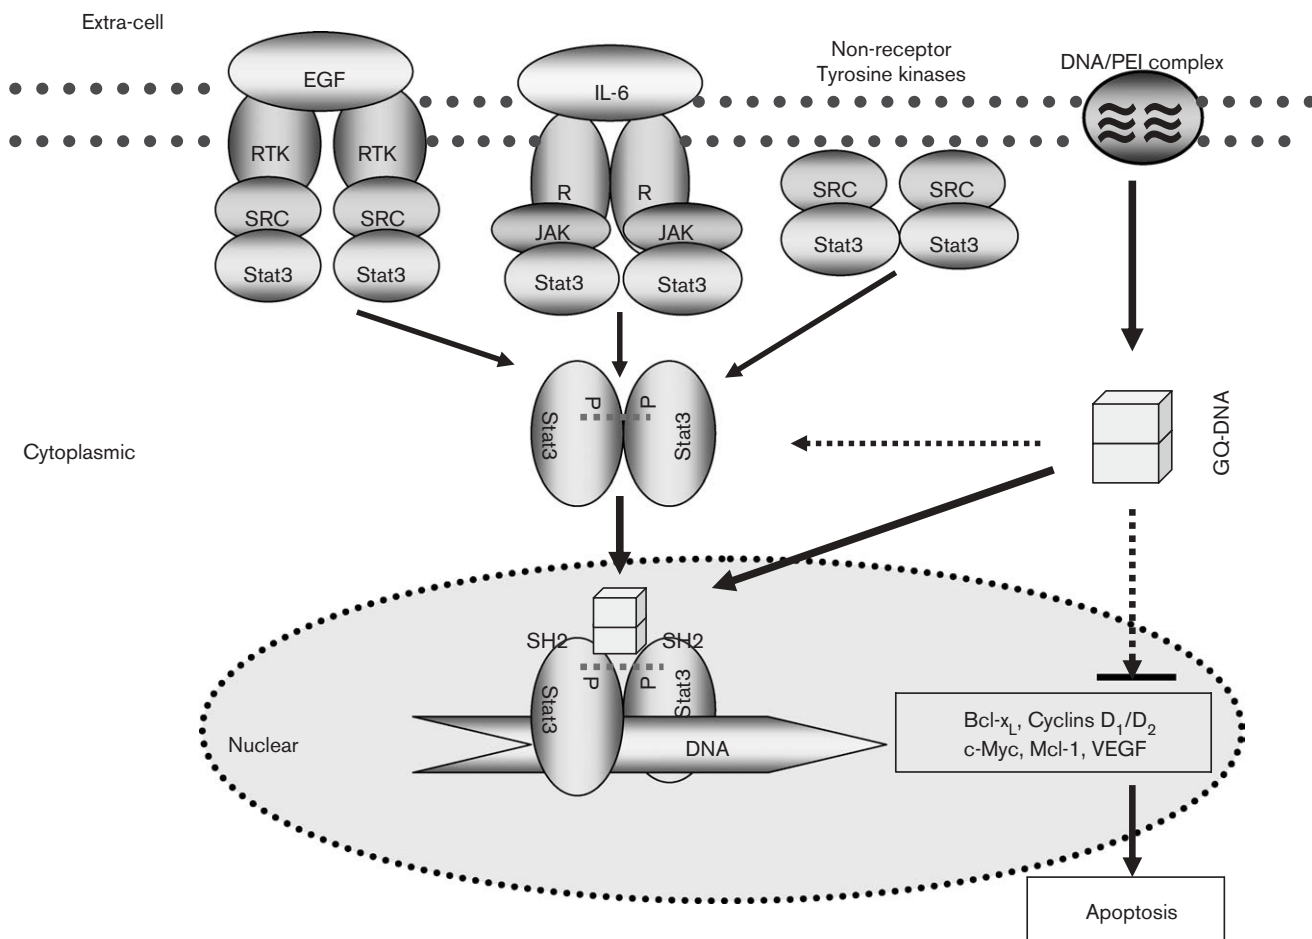 Extra-cell
EGF
IL-6
Non-receptor
Tyrosine kinases
DNA/PEI complex
RTK
RTK
R
R
SRC
SRC
SRC
SRC
JAK
JAK
Stat3
Stat3
Stat3
Stat3
Stat3
Stat3
P
P
Stat3
Stat3
GQ-DNA
Cytoplasmic
SH2
SH2
P
P
Stat3
Stat3
Nuclear
DNA
Bcl-xL, Cyclins D1/D2
c-Myc, Mcl-1, VEGF
Apoptosis